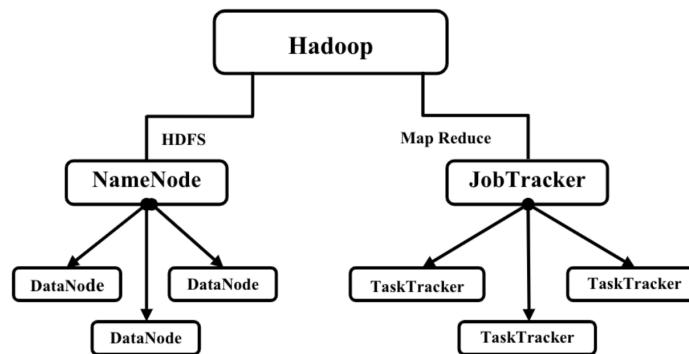 Hadoop
HDFS
Map Reduce
NameNode
JobTracker
DataNode
DataNode
TaskTracker
TaskTracker
DataNode
TaskTracker